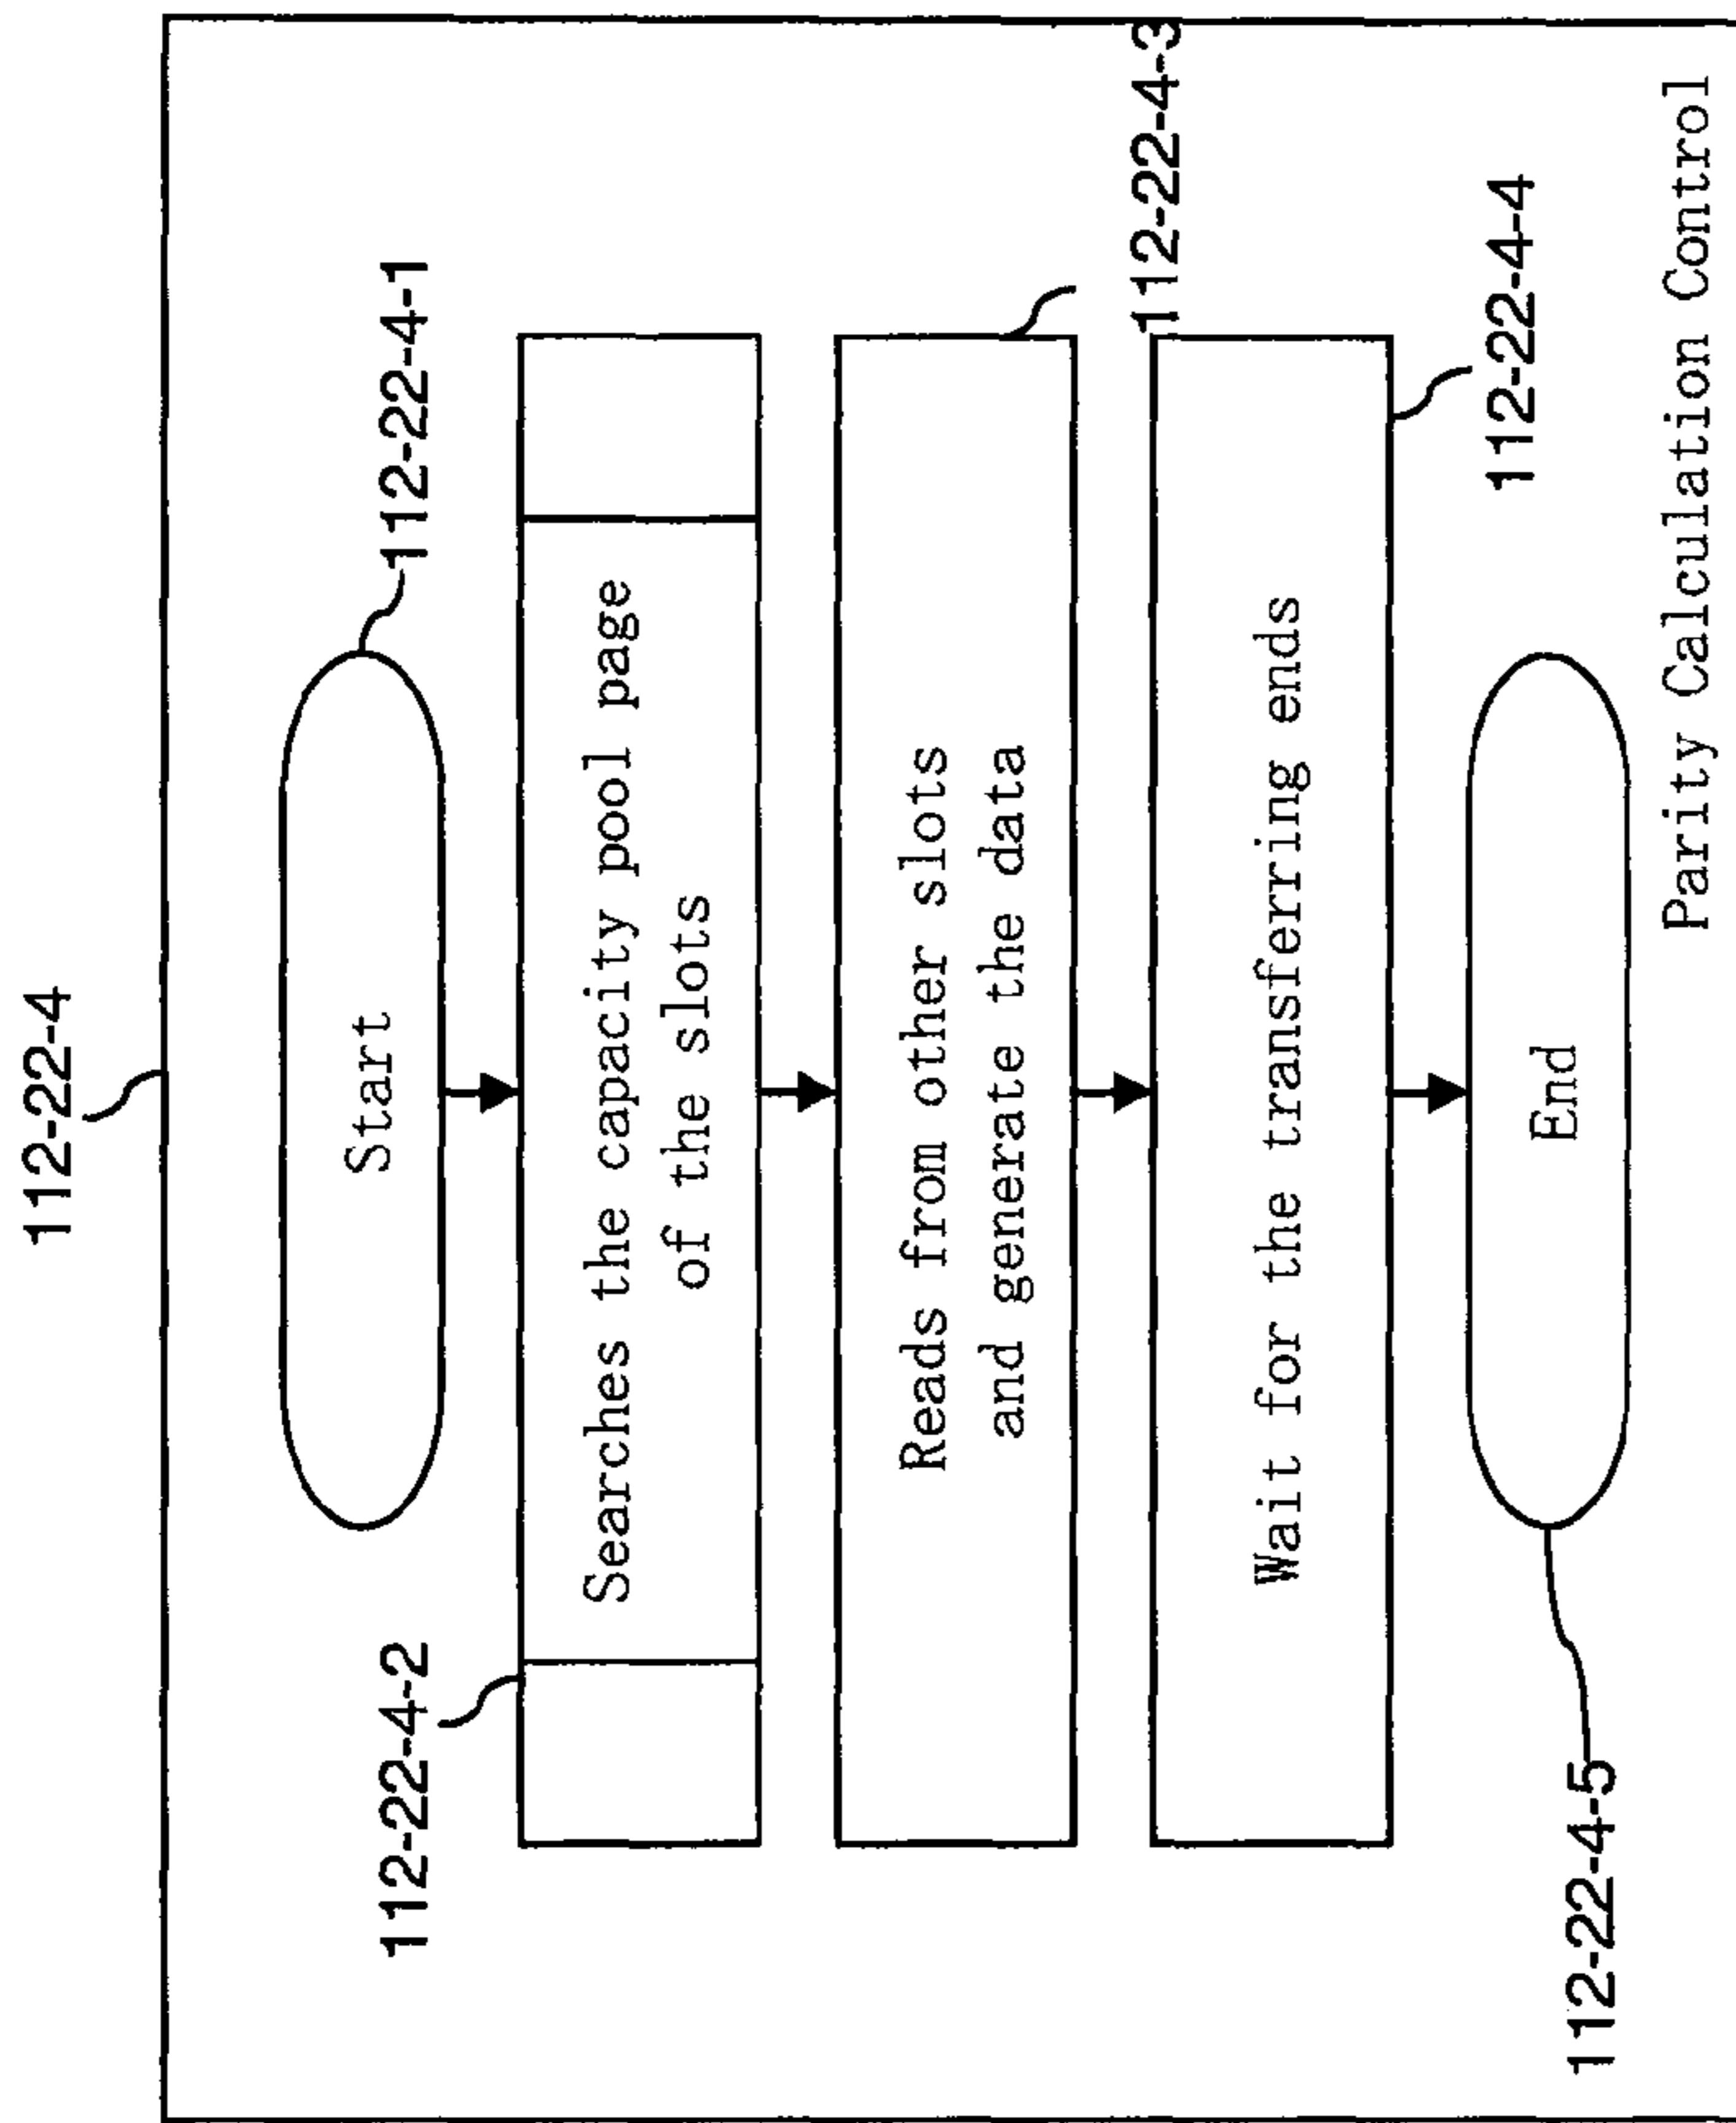 112-22-4
Start
112-22-4-1
112-22-4-2
Searches the capacity pool page
of the slots
Reads from other slots
and generate the data
112-22-4-3
Wait for the transferring ends
112-22-4-4
End
112-22-4-5
Parity Calculation Control